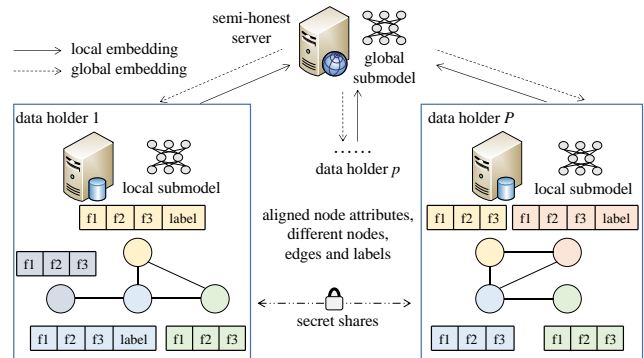 semi-honest
server
local embedding
global embedding
global
submodel
data holder 1
data holder P
......
data holder p
local submodel
local submodel
f1 f2 f3 label
f1 f2 f3
f1 f2 f3 label
aligned node attributes,
different nodes,
edges and labels
f1 f2 f3
secret shares
f1 f2 f3 label
f1 f2 f3
f1 f2 f3
f1 f2 f3